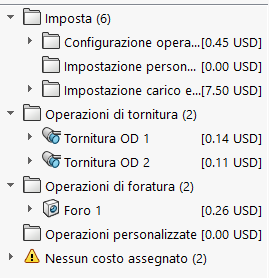 Imposta (6)
Configurazione opera... [0.45 USD]
Impostazione person... [0.00 USD]
Impostazione carico e... [7.50 USD]
Operazioni di tornitura (2)
Tornitura OD 1 [0.14 USD]
Tornitura OD 2 [0.11 USD]
Operazioni di foratura (2)
Foro 1 [0.26 USD]
Operazioni personalizzate [0.00 USD]
Nessun costo assegnato (2)